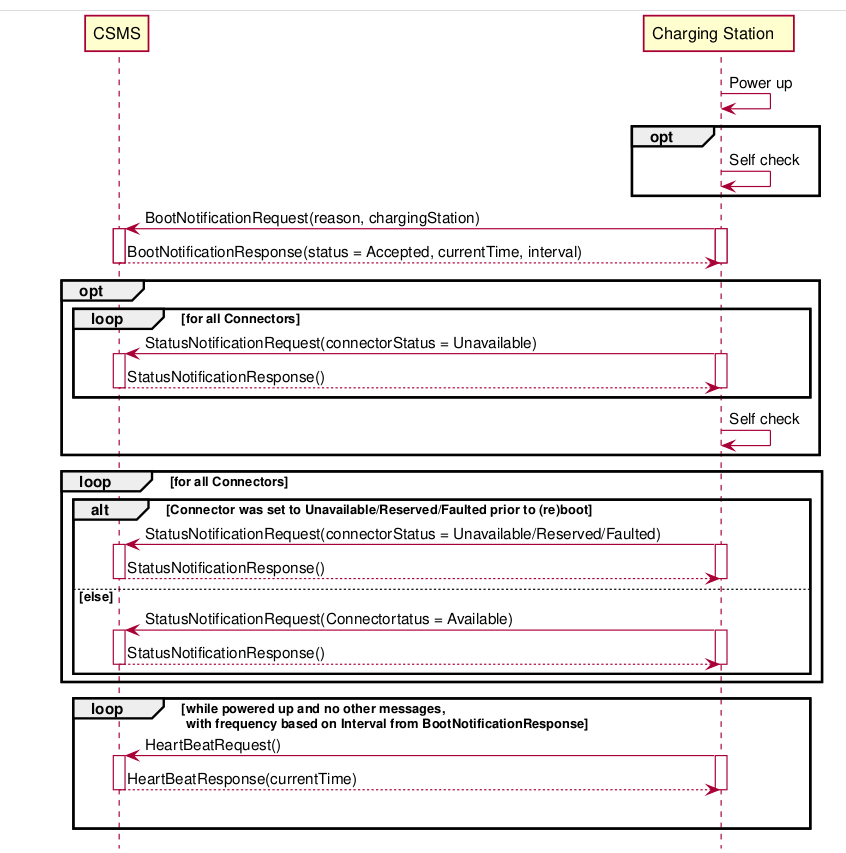 CSMS
Charging Station
Power up
opt
Self check
BootNotificationRequest(reason, chargingStation)
BootNotificationResponse(status = Accepted, currentTime, interval)
opt
loop [for all Connectors]
StatusNotificationRequest(connectorStatus = Unavailable)
StatusNotificationResponse()
Self check
loop [for all Connectors]
alt [Connector was set to Unavailable/Reserved/Faulted prior to (re)boot]
StatusNotificationRequest(connectorStatus = Unavailable/Reserved/Faulted)
StatusNotificationResponse()
[else]
StatusNotificationRequest(Connectortatus = Available)
StatusNotificationResponse()
loop [while powered up and no other messages,
with frequency based on Interval from BootNotificationResponse]
HeartBeatRequest()
HeartBeatResponse(currentTime)